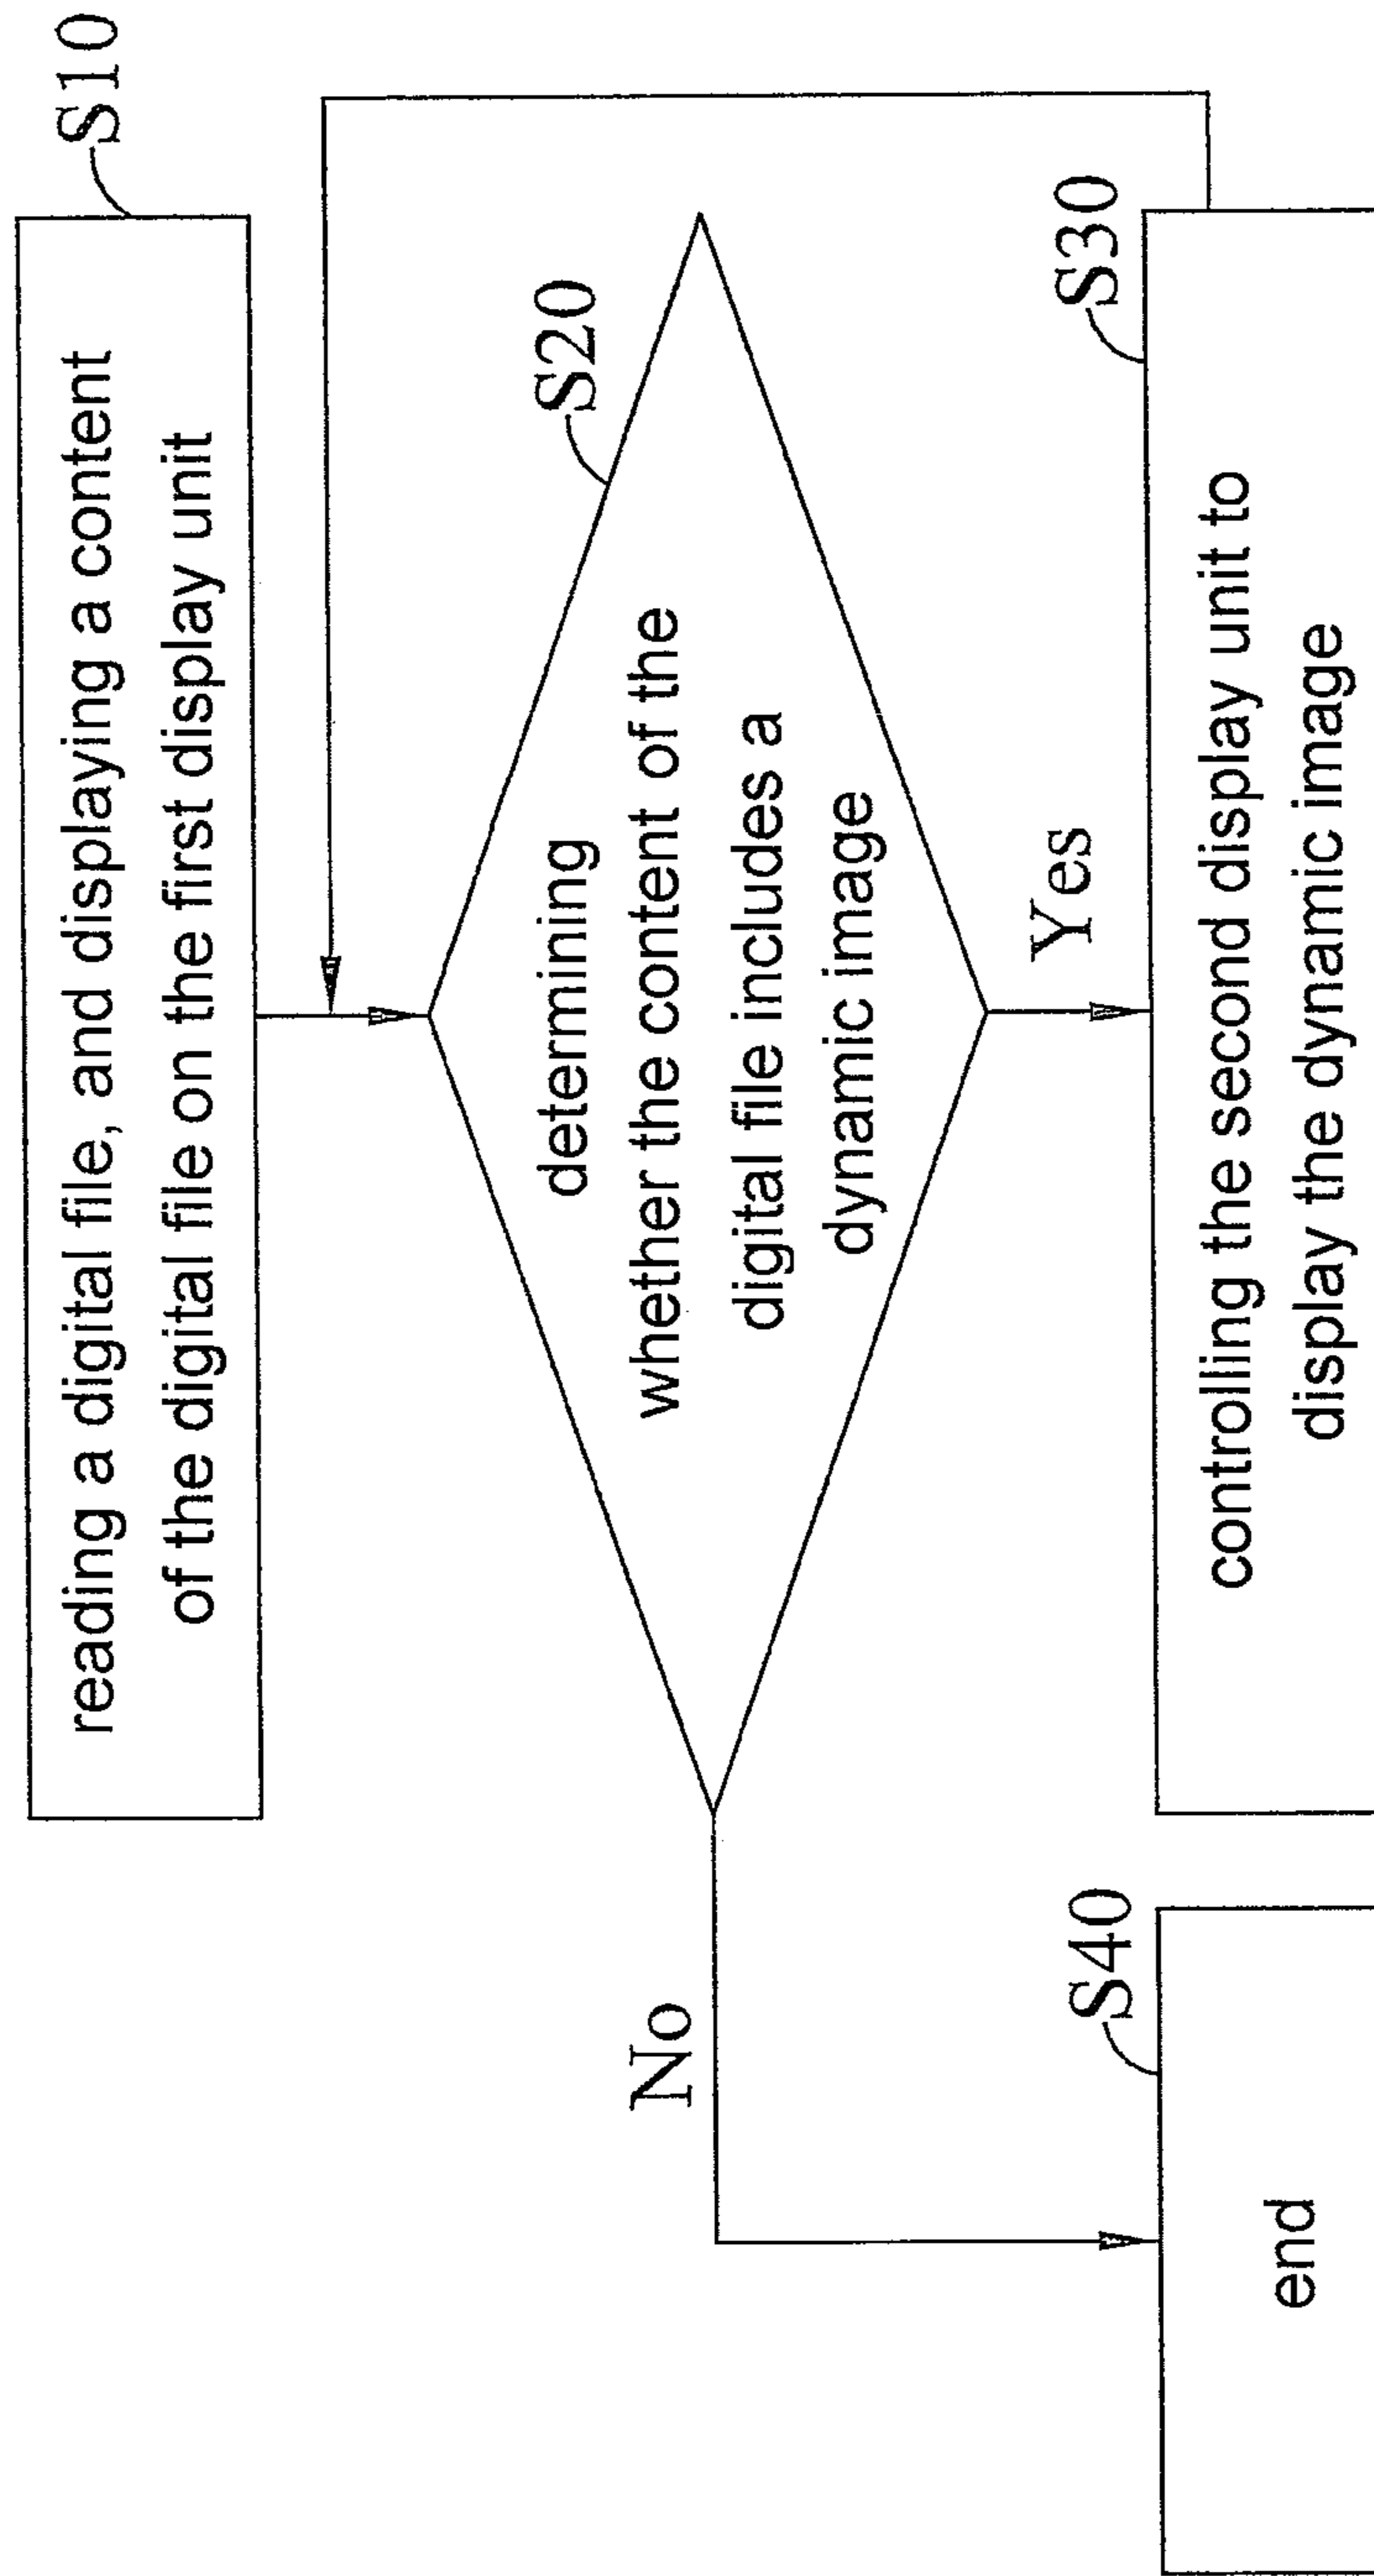 S10
reading a digital file, and displaying a content
of the digital file on the first display unit
S20
determining
whether the content of the
digital file includes a
dynamic image
No
Yes
S30
controlling the second display unit to
display the dynamic image
S40
end